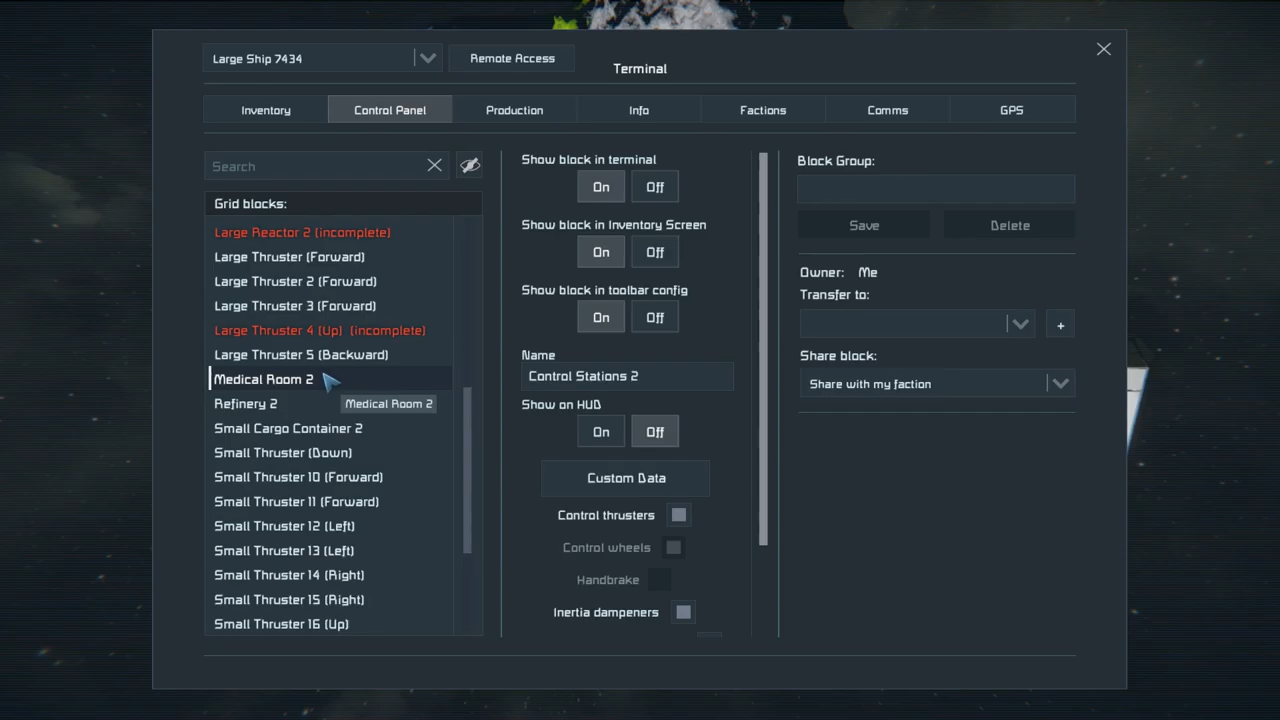 Large Ship 7434
Remote Access
Terminal
Inventory
Control Panel
Production
Info
Factions
Comms
GPS
Search
Grid blocks:
Large Reactor 2 (incomplete)
Large Thruster (Forward)
Large Thruster 2 (Forward)
Large Thruster 3 (Forward)
Large Thruster 4 (Up) (incomplete)
Large Thruster 5 (Backward)
Medical Room 2
Refinery 2
Medical Room 2
Small Cargo Container 2
Small Thruster (Down)
Small Thruster 10 (Forward)
Small Thruster 11 (Forward)
Small Thruster 12 (Left)
Small Thruster 13 (Left)
Small Thruster 14 (Right)
Small Thruster 15 (Right)
Small Thruster 16 (Up)
Show block in terminal
On
Off
Show block in Inventory Screen
On
Off
Show block in toolbar config
On
Off
Name
Control Stations 2
Show on HUD
On
Off
Custom Data
Control thrusters
Control wheels
Handbrake
Inertia dampeners
Block Group:
Save
Delete
Owner: Me
Transfer to:
+
Share block:
Share with my faction